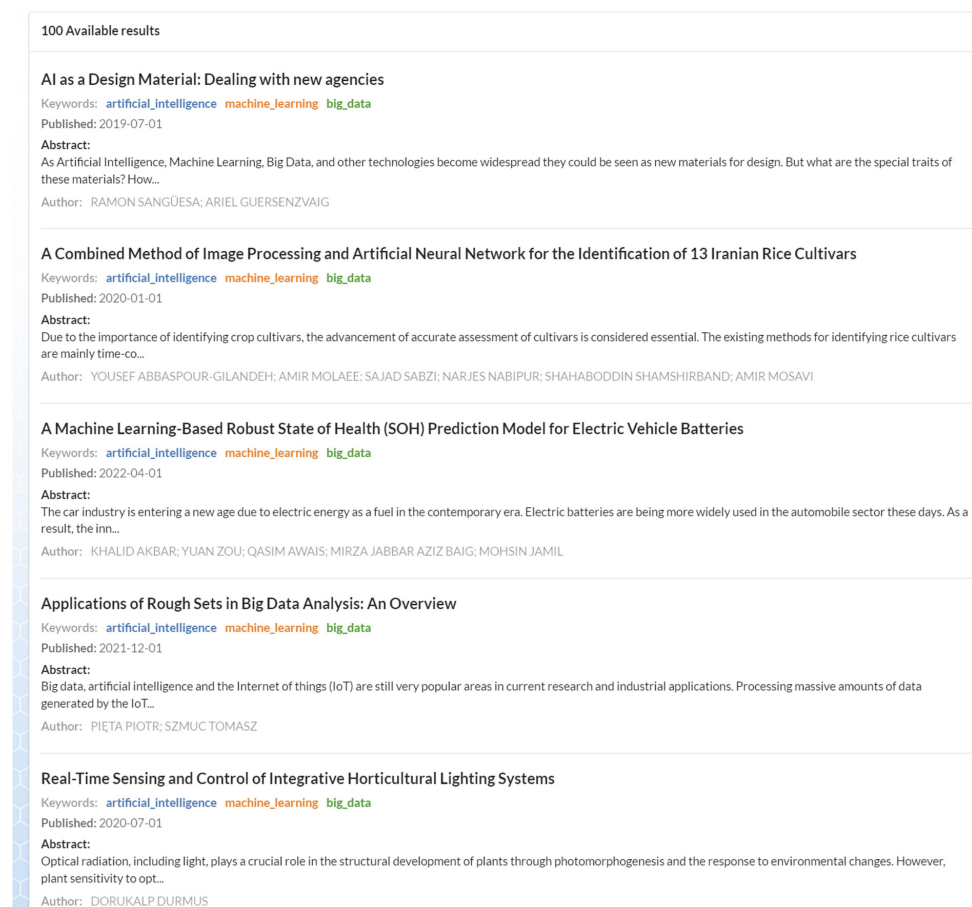 100 Available results
AI as a Design Material: Dealing with new agencies
Keywords: artificial_intelligence machine_learning big_data
Published: 2019-07-01
Abstract:
As Artificial Intelligence, Machine Learning, Big Data, and other technologies become widespread they could be seen as new materials for design. But what are the special traits of
these materials? How...
Author: RAMON SANGÜESA; ARIEL GUERSENZVAIG
A Combined Method of Image Processing and Artificial Neural Network for the Identification of 13 Iranian Rice Cultivars
Keywords: artificial_intelligence machine_learning big_data
Published: 2020-01-01
Abstract:
Due to the importance of identifying crop cultivars, the advancement of accurate assessment of cultivars is considered essential. The existing methods for identifying rice cultivars
are mainly time-co...
Author: YOUSEF ABBASPOUR-GILANDEH; AMIR MOLAEE; SAJAD SABZI; NARJES NABIPUR; SHAHABODDIN SHAMSHIRBAND; AMIR MOSAVI
A Machine Learning-Based Robust State of Health (SOH) Prediction Model for Electric Vehicle Batteries
Keywords: artificial_intelligence machine_learning big_data
Published: 2022-04-01
Abstract:
The car industry is entering a new age due to electric energy as a fuel in the contemporary era. Electric batteries are being more widely used in the automobile sector these days. As a
result, the inn...
Author: KHALID AKBAR; YUAN ZOU; QASIM AWAIS; MIRZA JABBAR AZIZ BAIG; MOHSIN JAMIL
Applications of Rough Sets in Big Data Analysis: An Overview
Keywords: artificial_intelligence machine_learning big_data
Published: 2021-12-01
Abstract:
Big data, artificial intelligence and the Internet of things (IoT) are still very popular areas in current research and industrial applications. Processing massive amounts of data
generated by the IoT...
Author: PIĘTA PIOTR; SZMUC TOMASZ
Real-Time Sensing and Control of Integrative Horticultural Lighting Systems
Keywords: artificial_intelligence machine_learning big_data
Published: 2020-07-01
Abstract:
Optical radiation, including light, plays a crucial role in the structural development of plants through photomorphogenesis and the response to environmental changes. However,
plant sensitivity to opt...
Author: DORUKALP DURMUS